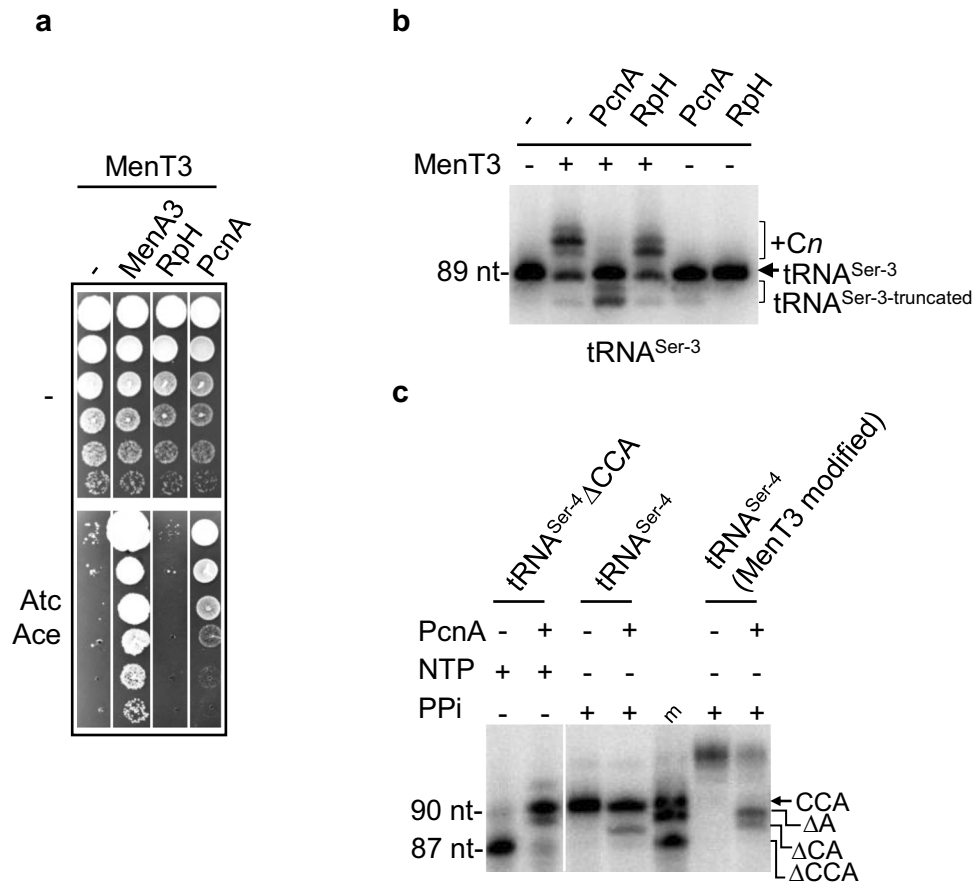 a
MenT3
- MenA3 RpH PcnA
-
Atc
Ace
b
- - PcnA RpH PcnA RpH
MenT3 - + + + - -
+Cn
89 nt- tRNASer-3
tRNASer-3-truncated
tRNASer-3
c
tRNASer-4ΔCCA tRNASer-4 tRNASer-4 (MenT3 modified)
PcnA - + - + - +
NTP + + - - - -
PPi - - + + m + +
90 nt- CCA
ΔA
87 nt- ΔCA
ΔCCA